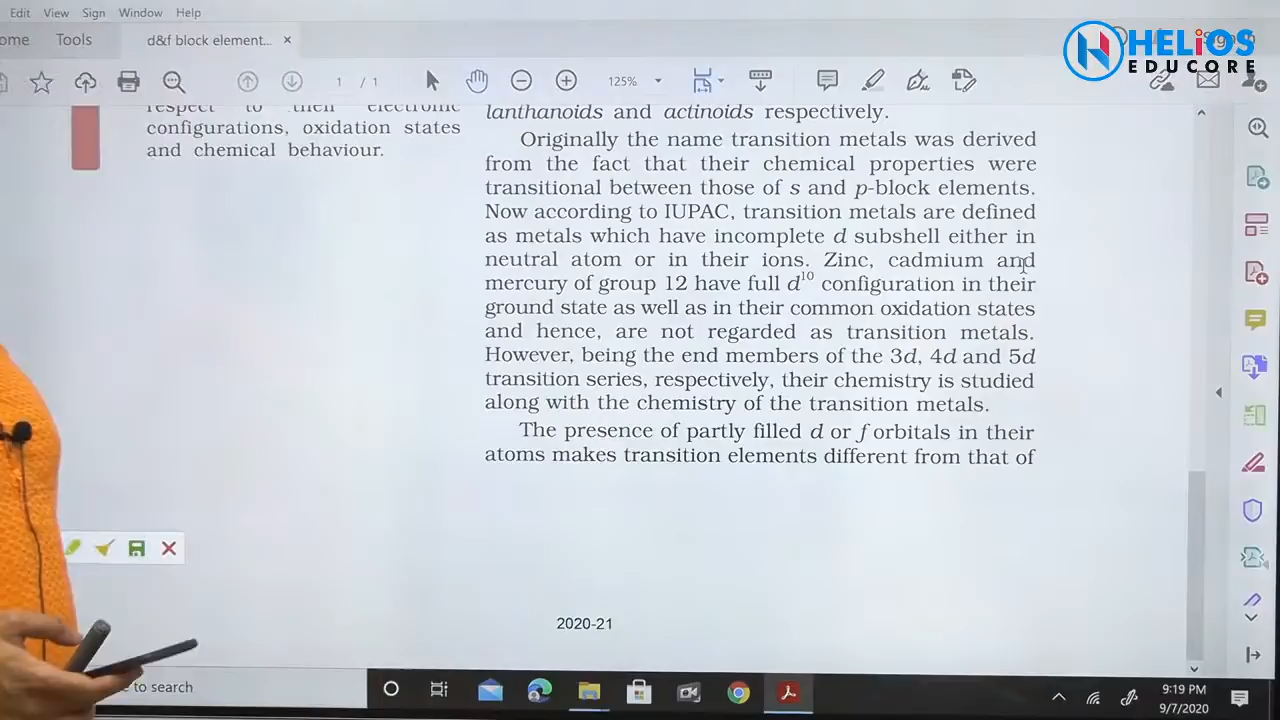 Edit View Sign Window Help
HELiOS
EDUCORE
ome Tools d&f block element... ×
1 / 1 125%
respect to their electronic
configurations, oxidation states
and chemical behaviour.
lanthanoids and actinoids respectively.
Originally the name transition metals was derived
from the fact that their chemical properties were
transitional between those of s and p-block elements.
Now according to IUPAC, transition metals are defined
as metals which have incomplete d subshell either in
neutral atom or in their ions. Zinc, cadmium and
mercury of group 12 have full d¹⁰ configuration in their
ground state as well as in their common oxidation states
and hence, are not regarded as transition metals.
However, being the end members of the 3d, 4d and 5d
transition series, respectively, their chemistry is studied
along with the chemistry of the transition metals.
The presence of partly filled d or f orbitals in their
atoms makes transition elements different from that of
2020-21
to search
9:19 PM
9/7/2020